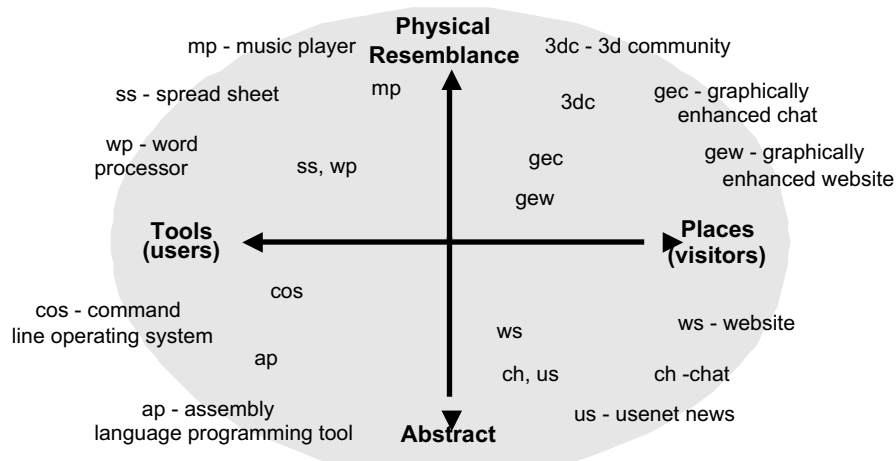 Physical
Resemblance
mp - music player
3dc - 3d community
mp
ss - spread sheet
3dc
gec - graphically
enhanced chat
wp - word
processor
ss, wp
gec
gew - graphically
enhanced website
gew
Tools
(users)
Places
(visitors)
cos
cos - command
line operating system
ws
ws - website
ap
ch, us
ch -chat
ap - assembly
language programming tool
us - usenet news
Abstract